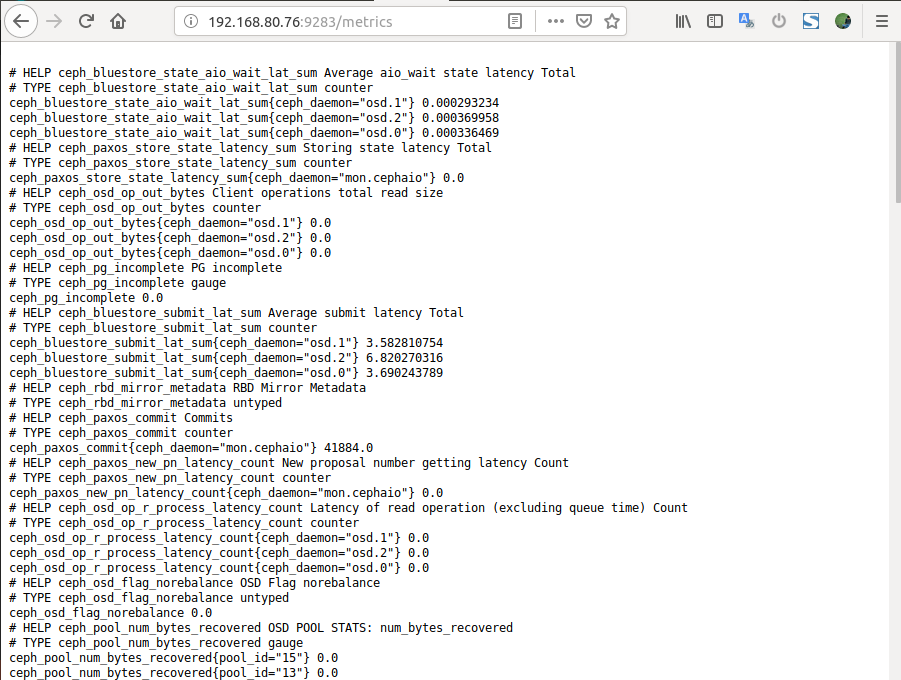 192.168.80.76:9283/metrics
# HELP ceph_bluestore_state_aio_wait_lat_sum Average aio_wait state latency Total
# TYPE ceph_bluestore_state_aio_wait_lat_sum counter
ceph_bluestore_state_aio_wait_lat_sum{ceph_daemon="osd.1"} 0.000293234
ceph_bluestore_state_aio_wait_lat_sum{ceph_daemon="osd.2"} 0.000369958
ceph_bluestore_state_aio_wait_lat_sum{ceph_daemon="osd.0"} 0.000336469
# HELP ceph_paxos_store_state_latency_sum Storing state latency Total
# TYPE ceph_paxos_store_state_latency_sum counter
ceph_paxos_store_state_latency_sum{ceph_daemon="mon.cephaio"} 0.0
# HELP ceph_osd_op_out_bytes Client operations total read size
# TYPE ceph_osd_op_out_bytes counter
ceph_osd_op_out_bytes{ceph_daemon="osd.1"} 0.0
ceph_osd_op_out_bytes{ceph_daemon="osd.2"} 0.0
ceph_osd_op_out_bytes{ceph_daemon="osd.0"} 0.0
# HELP ceph_pg_incomplete PG incomplete
# TYPE ceph_pg_incomplete gauge
ceph_pg_incomplete 0.0
# HELP ceph_bluestore_submit_lat_sum Average submit latency Total
# TYPE ceph_bluestore_submit_lat_sum counter
ceph_bluestore_submit_lat_sum{ceph_daemon="osd.1"} 3.582810754
ceph_bluestore_submit_lat_sum{ceph_daemon="osd.2"} 6.820270316
ceph_bluestore_submit_lat_sum{ceph_daemon="osd.0"} 3.690243789
# HELP ceph_rbd_mirror_metadata RBD Mirror Metadata
# TYPE ceph_rbd_mirror_metadata untyped
# HELP ceph_paxos_commit Commits
# TYPE ceph_paxos_commit counter
ceph_paxos_commit{ceph_daemon="mon.cephaio"} 41884.0
# HELP ceph_paxos_new_pn_latency_count New proposal number getting latency Count
# TYPE ceph_paxos_new_pn_latency_count counter
ceph_paxos_new_pn_latency_count{ceph_daemon="mon.cephaio"} 0.0
# HELP ceph_osd_op_r_process_latency_count Latency of read operation (excluding queue time) Count
# TYPE ceph_osd_op_r_process_latency_count counter
ceph_osd_op_r_process_latency_count{ceph_daemon="osd.1"} 0.0
ceph_osd_op_r_process_latency_count{ceph_daemon="osd.2"} 0.0
ceph_osd_op_r_process_latency_count{ceph_daemon="osd.0"} 0.0
# HELP ceph_osd_flag_norebalance OSD Flag norebalance
# TYPE ceph_osd_flag_norebalance untyped
ceph_osd_flag_norebalance 0.0
# HELP ceph_pool_num_bytes_recovered OSD POOL STATS: num_bytes_recovered
# TYPE ceph_pool_num_bytes_recovered gauge
ceph_pool_num_bytes_recovered{pool_id="15"} 0.0
ceph_pool_num_bytes_recovered{pool_id="13"} 0.0